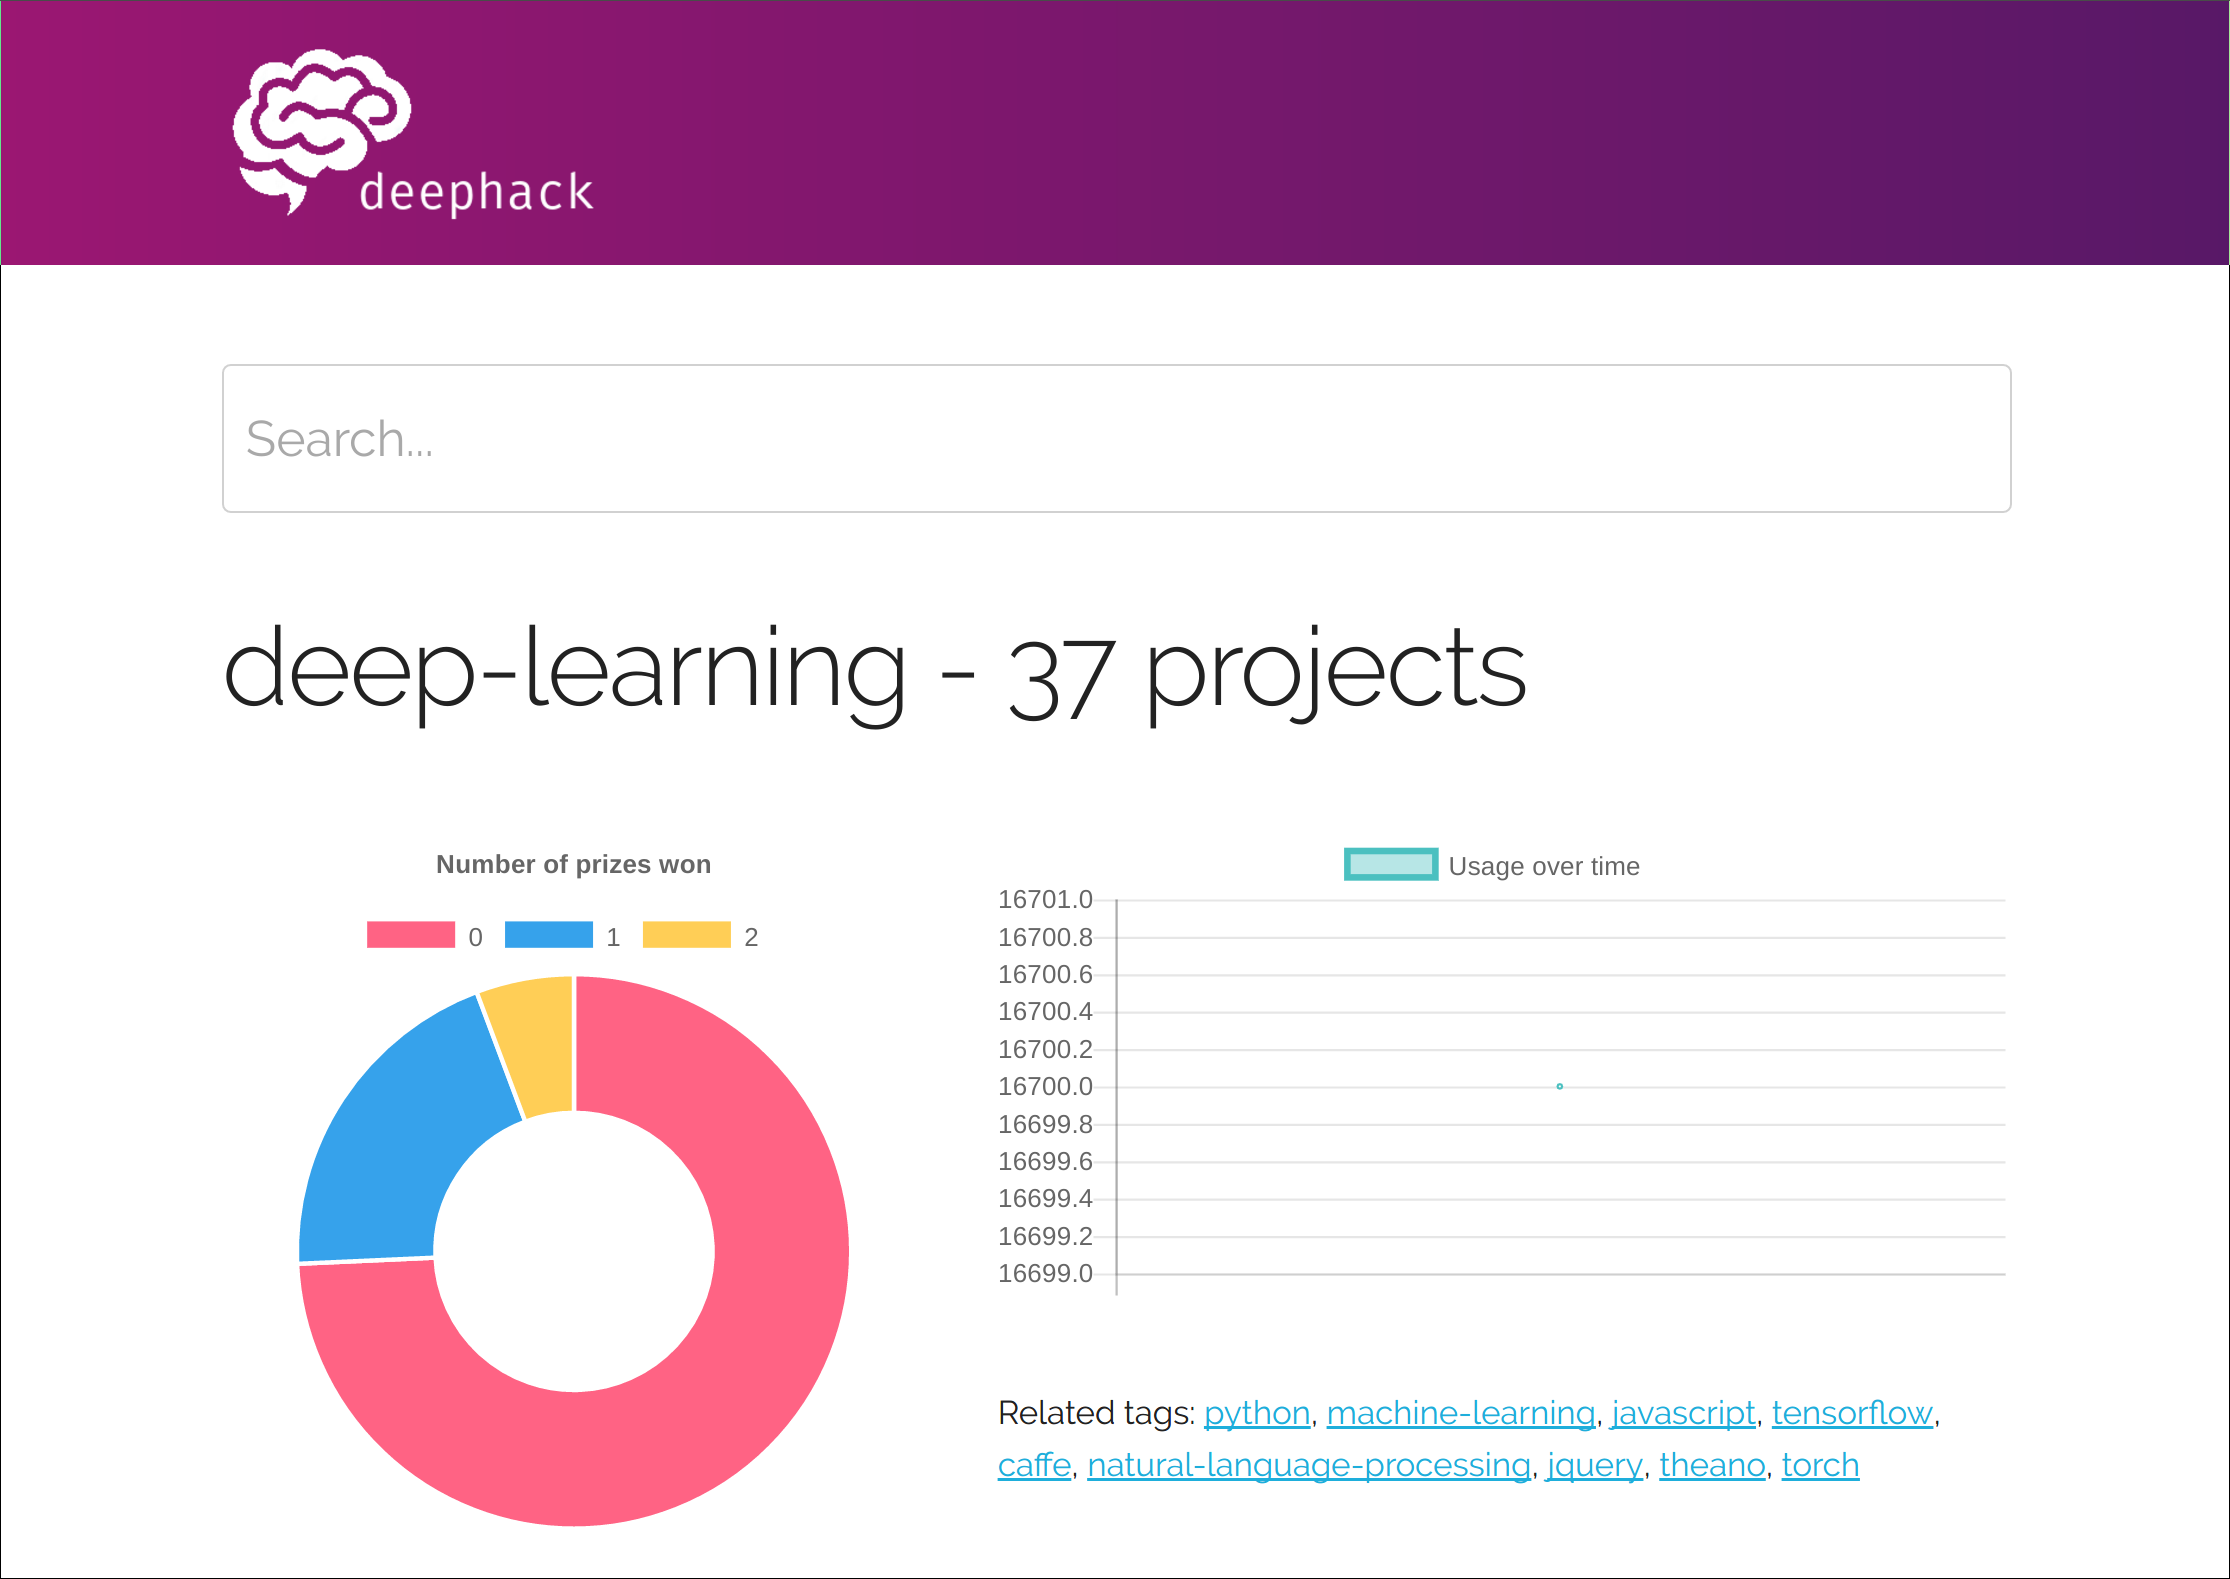 deephack
Search...
deep-learning - 37 projects
Number of prizes won
0 1 2
Usage over time
16701.0
16700.8
16700.6
16700.4
16700.2
16700.0
16699.8
16699.6
16699.4
16699.2
16699.0
Related tags: python, machine-learning, javascript, tensorflow,
caffe, natural-language-processing, jquery, theano, torch